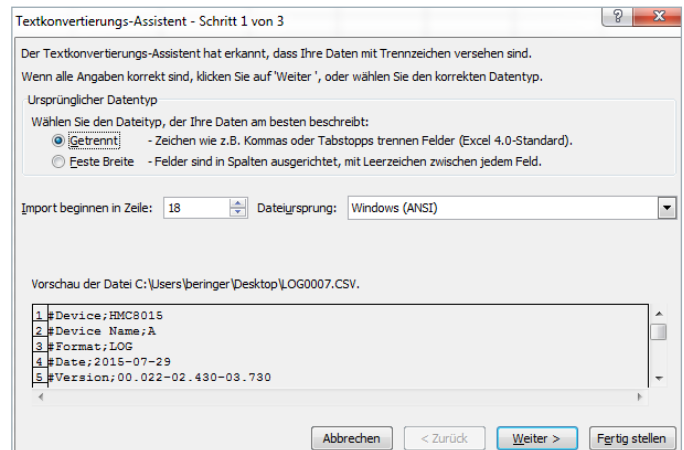 Textkonvertierungs-Assistent - Schritt 1 von 3
Der Textkonvertierungs-Assistent hat erkannt, dass Ihre Daten mit Trennzeichen versehen sind.
Wenn alle Angaben korrekt sind, klicken Sie auf 'Weiter ', oder wählen Sie den korrekten Datentyp.
Ursprünglicher Datentyp
Wählen Sie den Dateityp, der Ihre Daten am besten beschreibt:
Getrennt - Zeichen wie z.B. Kommas oder Tabstopps trennen Felder (Excel 4.0-Standard).
Feste Breite - Felder sind in Spalten ausgerichtet, mit Leerzeichen zwischen jedem Feld.
Import beginnen in Zeile: 18 Dateiursprung: Windows (ANSI)
Vorschau der Datei C:\Users\beringer\Desktop\LOG0007.CSV.
1 #Device;HMC8015
2 #Device Name;A
3 #Format;LOG
4 #Date;2015-07-29
5 #Version;00.022-02.430-03.730
Abbrechen < Zurück Weiter > Fertig stellen